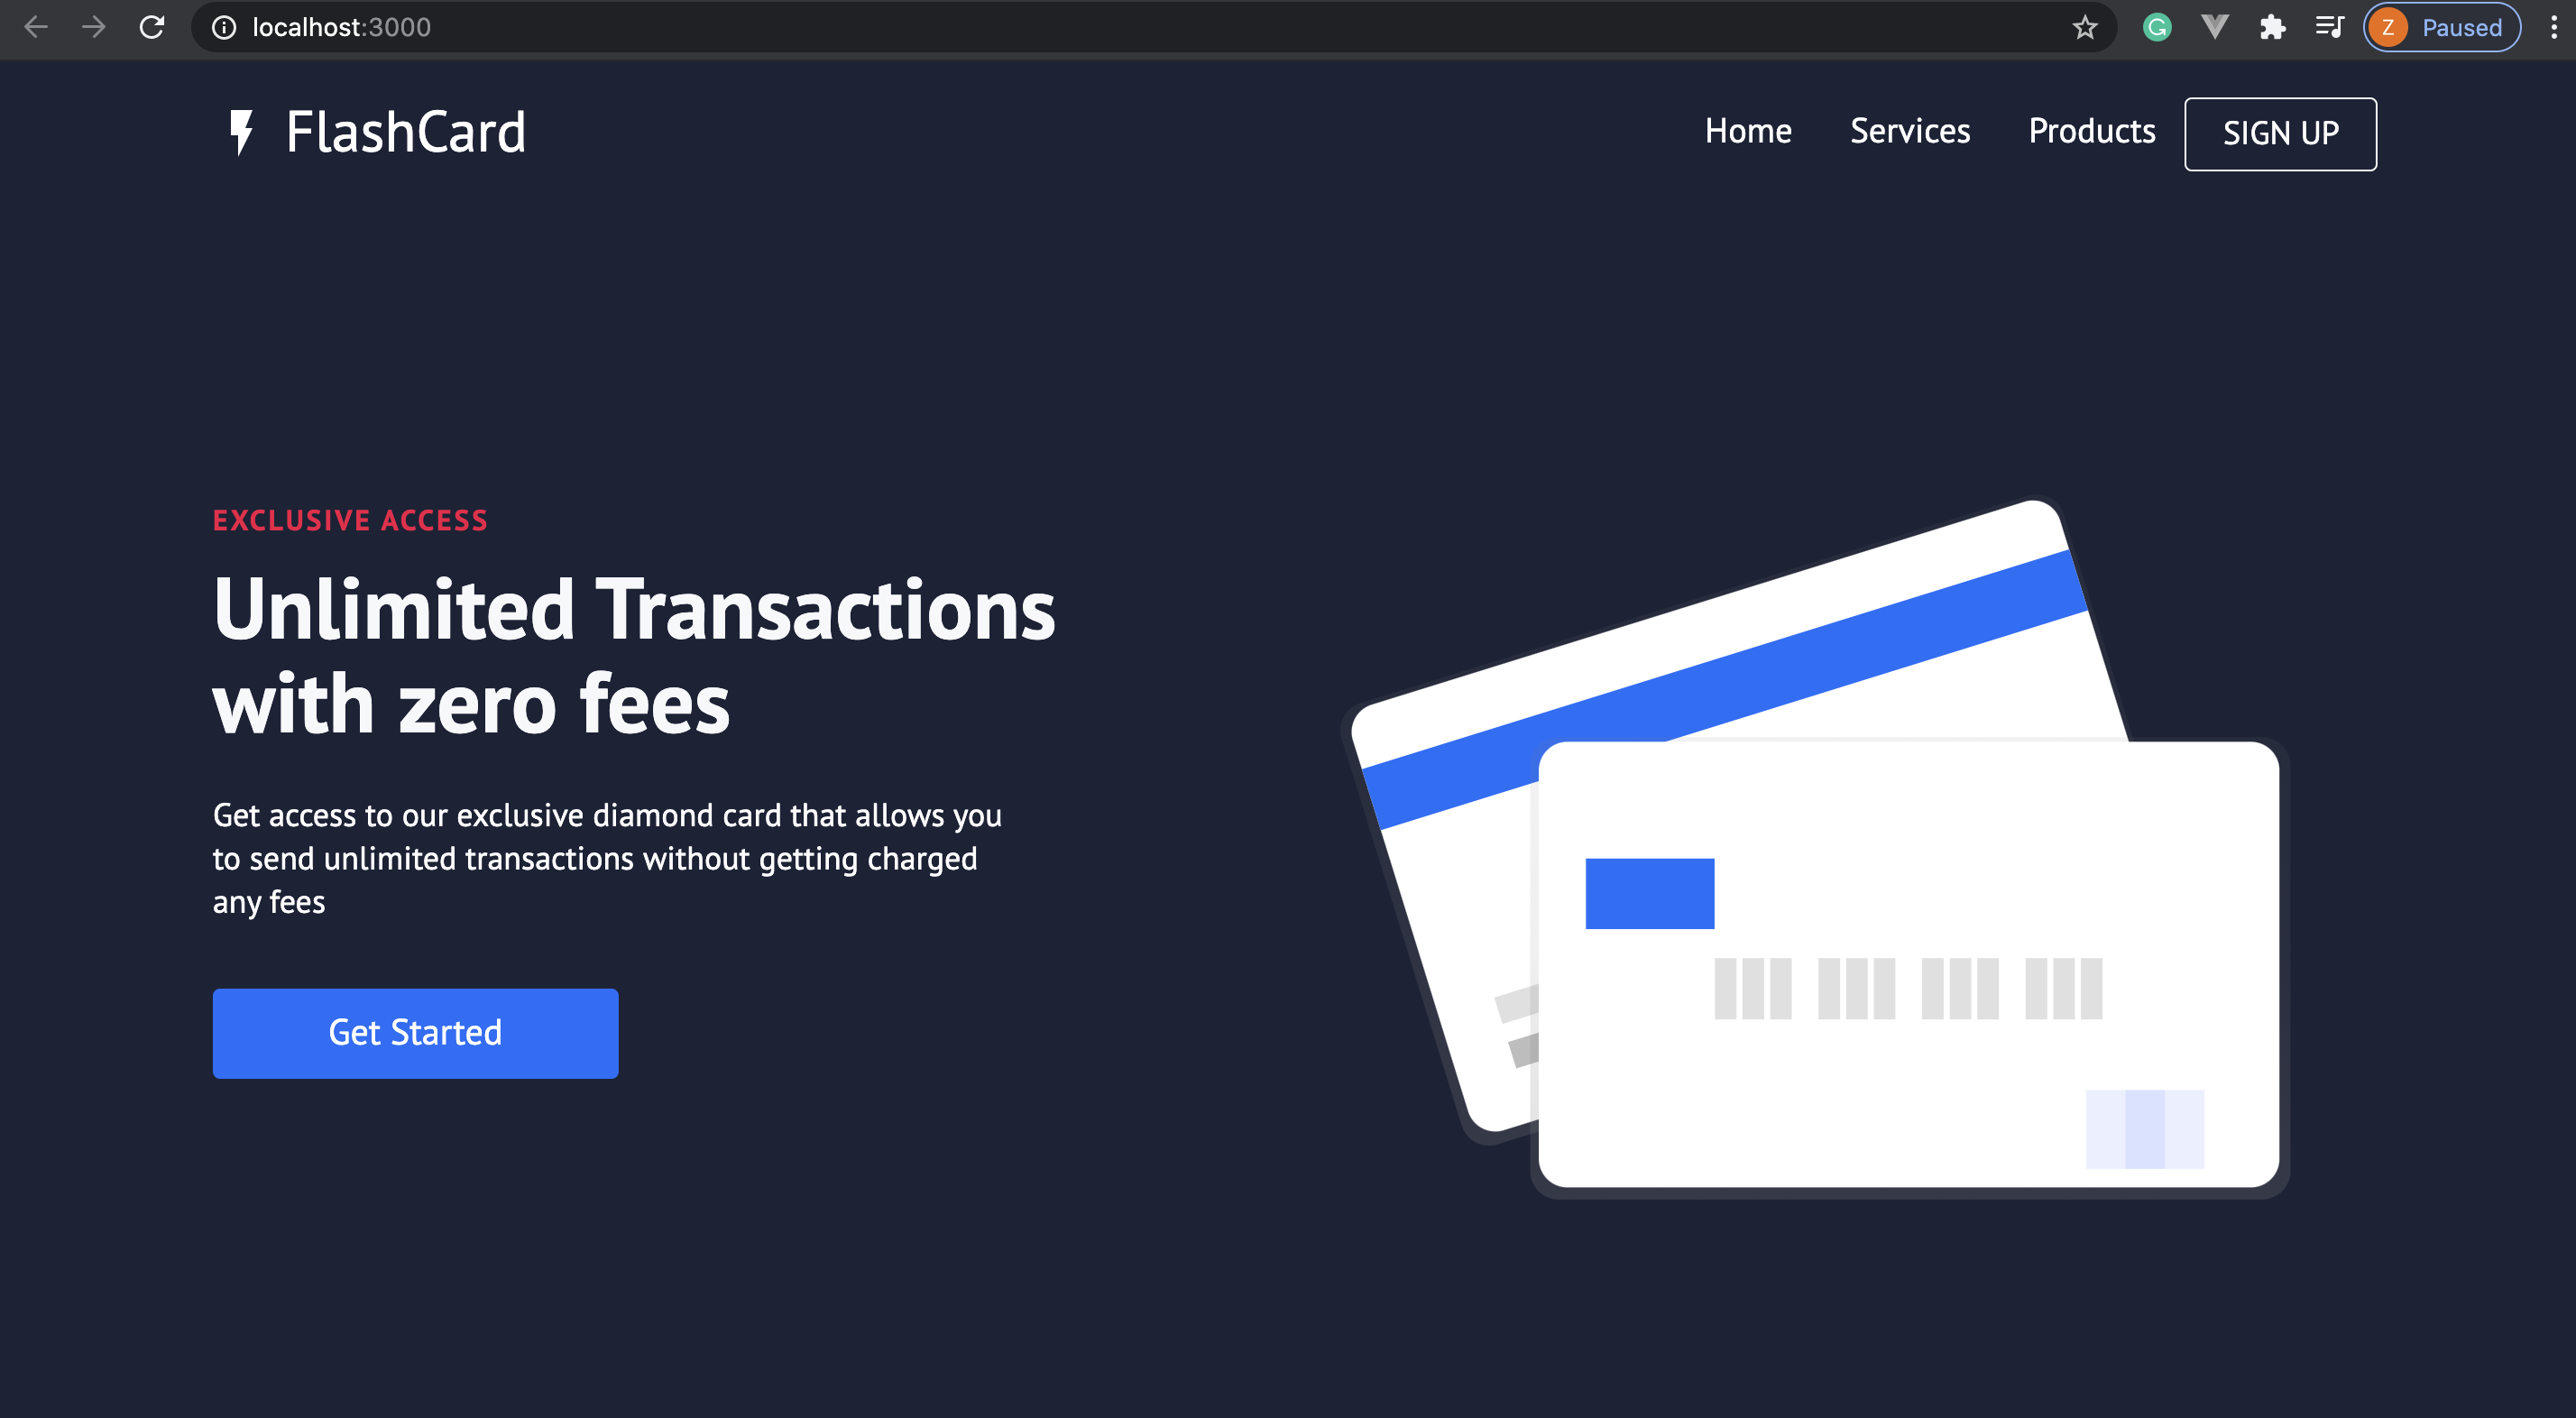 localhost:3000
Z Paused
FlashCard
Home Services Products SIGN UP
EXCLUSIVE ACCESS
Unlimited Transactions
with zero fees
Get access to our exclusive diamond card that allows you
to send unlimited transactions without getting charged
any fees
Get Started